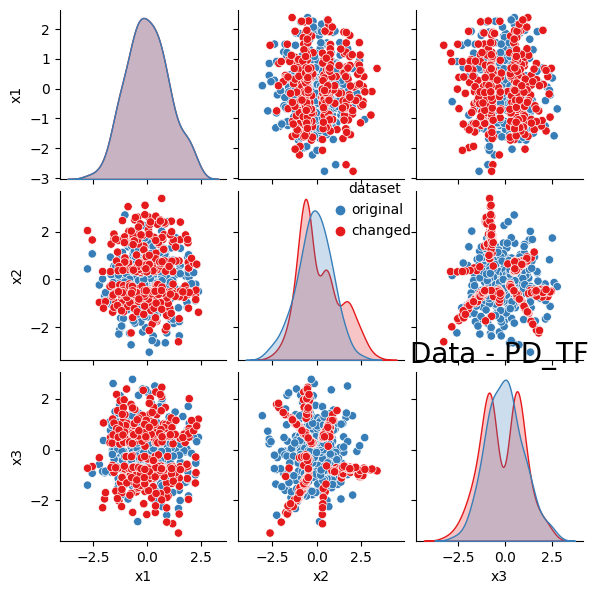 x1
2
1
0
−1
−2
−3
dataset
original
changed
x2
2
0
−2
Data - PD_TF
x3
2
0
−2
−2.5 0.0 2.5
−2.5 0.0 2.5
−2.5 0.0 2.5
x1 x2 x3